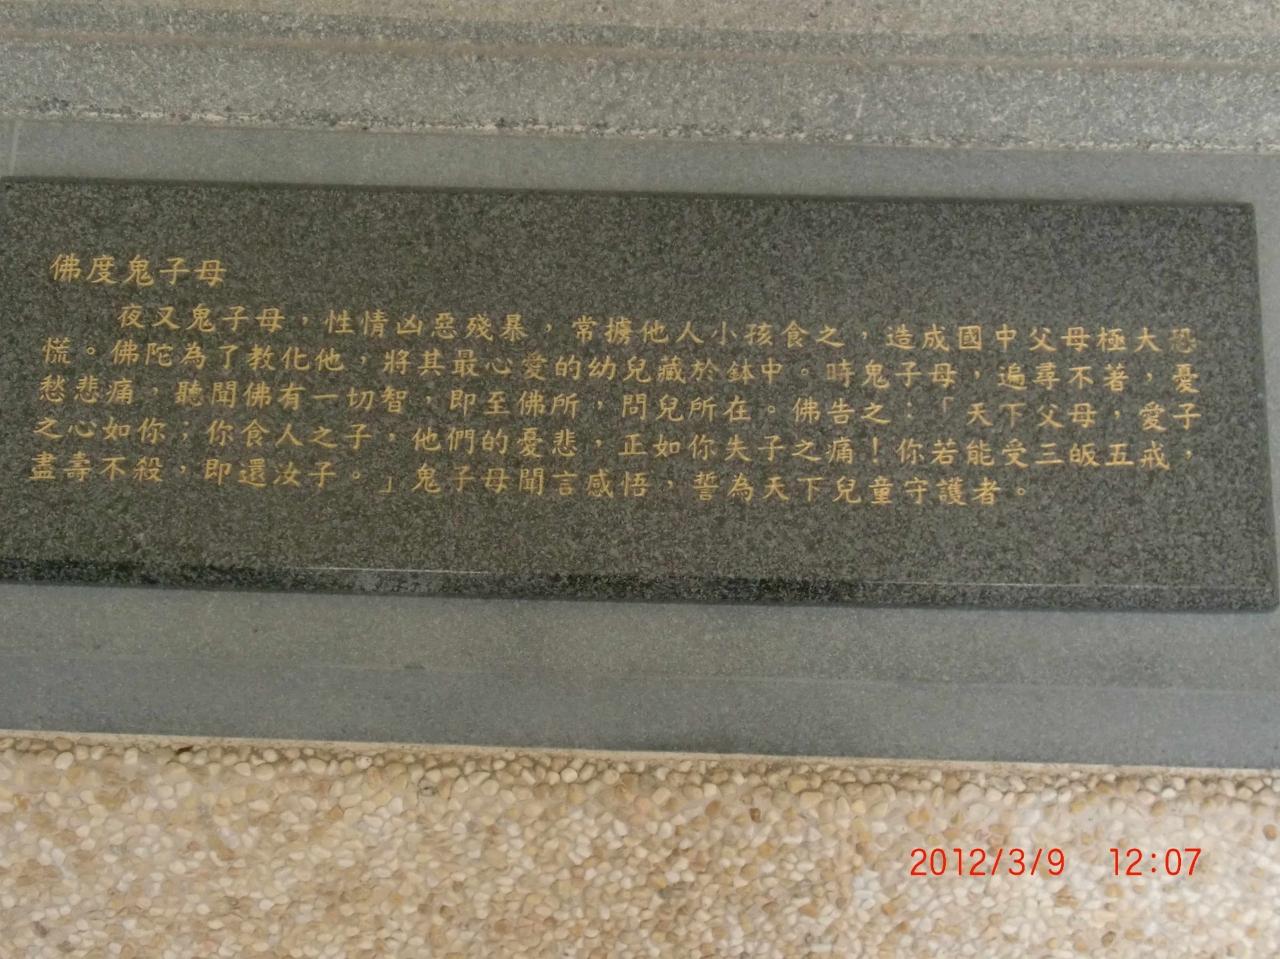 佛度鬼子母
夜叉鬼子母，性情凶惡殘暴，常擄他人小孩食之，造成國中父母極大恐
慌。佛陀為了教化他，將其最心愛的幼兒藏於鉢中。時鬼子母，遍尋不著，憂
愁悲痛，聽聞佛有一切智，即至佛所，問兒所在。佛告之：「天下父母，愛子
之心如你；你食人之子，他們的憂悲，正如你失子之痛！你若能受三皈五戒，
盡壽不殺，即還汝子。」鬼子母聞言感悟，誓為天下兒童守護者。
2012/3/9 12:07